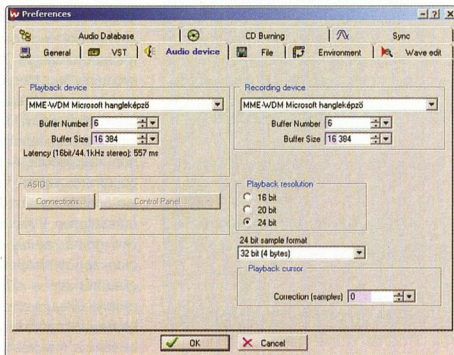 Preferences
Audio Database
CD Burning
Sync
General
VST
Audio device
File
Environment
Wave edit
Playback device
Recording device
MME-WDM Microsoft hangleképző
MME-WDM Microsoft hangleképző
Buffer Number 6
Buffer Number 6
Buffer Size 16 384
Buffer Size 16 384
Latency (16bit/44.1kHz stereo): 557 ms
ASIO
Connections...
Control Panel
Playback resolution
16 bit
20 bit
24 bit
24 bit sample format
32 bit (4 bytes)
Playback cursor
Correction (samples) 0
OK
Cancel